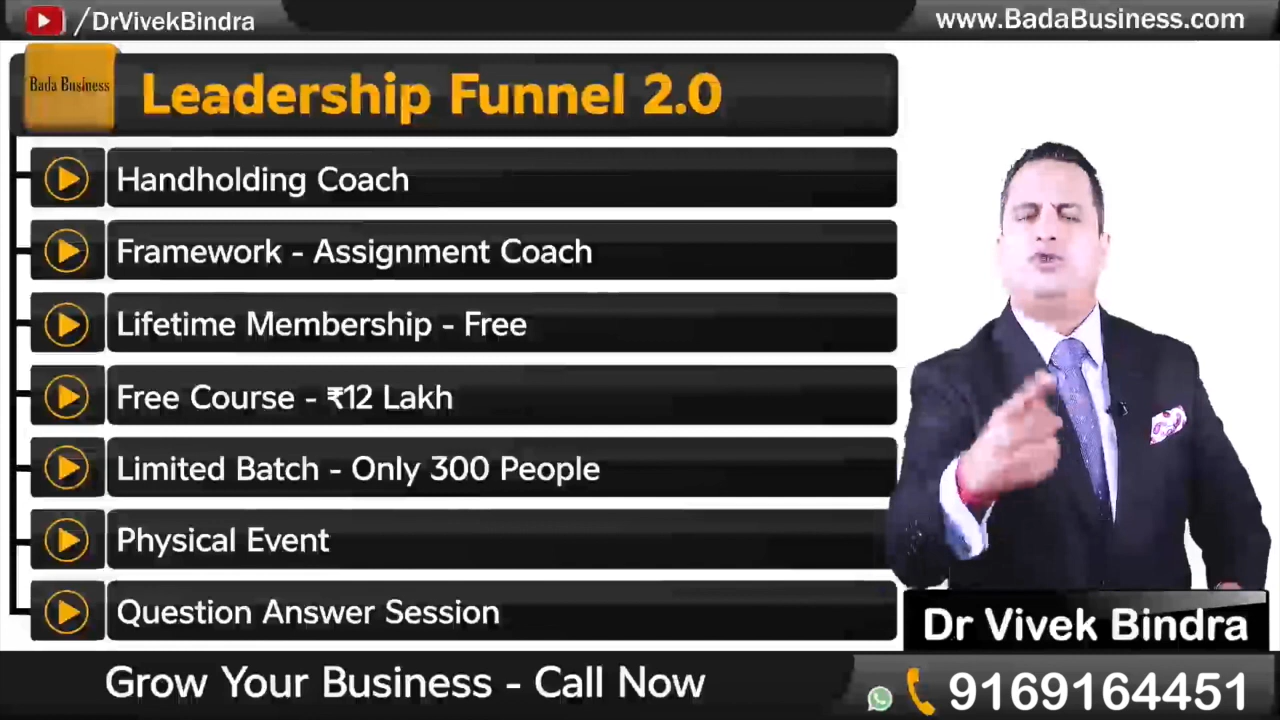 /DrVivekBindra
www.BadaBusiness.com
Bada Business
Leadership Funnel 2.0
Handholding Coach
Framework - Assignment Coach
Lifetime Membership - Free
Free Course - ₹12 Lakh
Limited Batch - Only 300 People
Physical Event
Question Answer Session
Dr Vivek Bindra
Grow Your Business - Call Now
9169164451